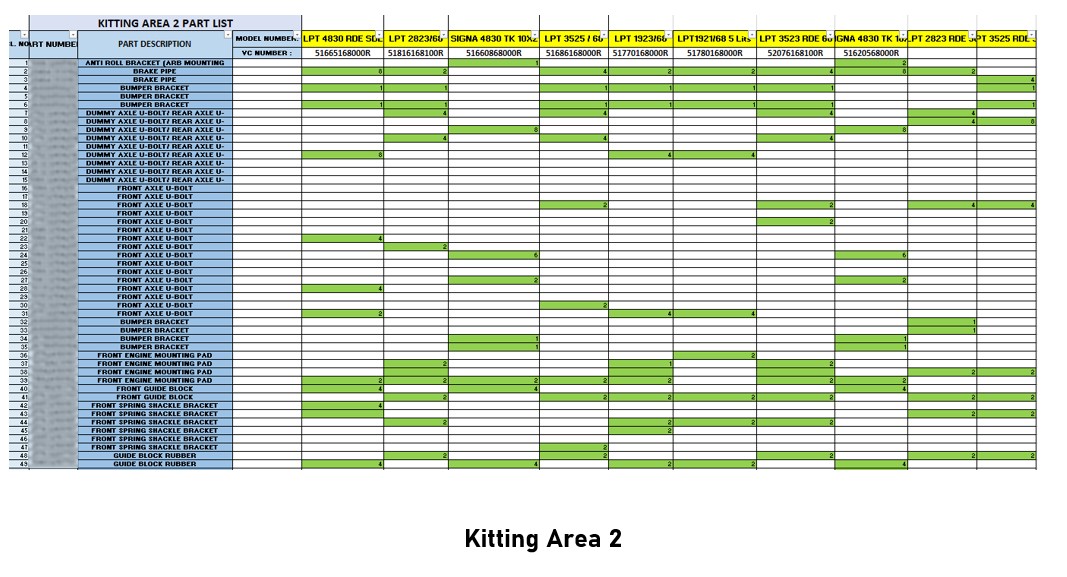 KITTING AREA 2 PART LIST
L. NO ART NUMBE PART DESCRIPTION MODEL NUMBER: LPT 4830 RDE SDE LPT 2823/68 SIGNA 4830 TK 10X2 LPT 3525 / 68 LPT 1923/68 LPT1921/68 5 Ltr LPT 3523 RDE 68 IGNA 4830 TK 10 .PT 2823 RDE PT 3525 RDE
VC NUMBER : 51665168000R 51816168100R 51660868000R 51686168000R 51770168000R 51780168000R 52076168000R 51620568000R
1 ANTI ROLL BRACKET (ARB MOUNTING 1 2
2 BRAKE PIPE 8 2 4 2 2 4 8 2
3 BRAKE PIPE 4
4 BUMPER BRACKET 1 1 1 1 1 1 1
5 BUMPER BRACKET
6 BUMPER BRACKET 1 1 1 1 1 1 1
7 DUMMY AXLE U-BOLT/ REAR AXLE U- 4 4 4 4
8 DUMMY AXLE U-BOLT/ REAR AXLE U- 4 8
9 DUMMY AXLE U-BOLT/ REAR AXLE U- 8 8
10 DUMMY AXLE U-BOLT/ REAR AXLE U- 4 4 4
11 DUMMY AXLE U-BOLT/ REAR AXLE U-
12 DUMMY AXLE U-BOLT/ REAR AXLE U- 8 4 4
13 DUMMY AXLE U-BOLT/ REAR AXLE U-
14 DUMMY AXLE U-BOLT/ REAR AXLE U-
15 DUMMY AXLE U-BOLT/ REAR AXLE U-
16 FRONT AXLE U-BOLT
17 FRONT AXLE U-BOLT
18 FRONT AXLE U-BOLT 2 2 4 4
19 FRONT AXLE U-BOLT
20 FRONT AXLE U-BOLT 2
21 FRONT AXLE U-BOLT
22 FRONT AXLE U-BOLT 4
23 FRONT AXLE U-BOLT 2
24 FRONT AXLE U-BOLT 6 6
25 FRONT AXLE U-BOLT
26 FRONT AXLE U-BOLT
27 FRONT AXLE U-BOLT 2 2
28 FRONT AXLE U-BOLT 4
29 FRONT AXLE U-BOLT
30 FRONT AXLE U-BOLT 2
31 FRONT AXLE U-BOLT 2 4 4
32 BUMPER BRACKET 1
33 BUMPER BRACKET 1
34 BUMPER BRACKET 1 1
35 BUMPER BRACKET 1 1
36 FRONT ENGINE MOUNTING PAD 2
37 FRONT ENGINE MOUNTING PAD 2 1 2
38 FRONT ENGINE MOUNTING PAD 2 2
39 FRONT ENGINE MOUNTING PAD 2 2 2 2 2 2 2
40 FRONT GUIDE BLOCK 4 4 4
41 FRONT GUIDE BLOCK 2 2 2 2 2 2 2
42 FRONT SPRING SHACKLE BRACKET 4
43 FRONT SPRING SHACKLE BRACKET 2 2
44 FRONT SPRING SHACKLE BRACKET 2 2 2 2
45 FRONT SPRING SHACKLE BRACKET 2
46 FRONT SPRING SHACKLE BRACKET
47 FRONT SPRING SHACKLE BRACKET 2
48 GUIDE BLOCK RUBBER 2 2 2 2 2
49 GUIDE BLOCK RUBBER 4 4 2 2 2 4
Kitting Area 2